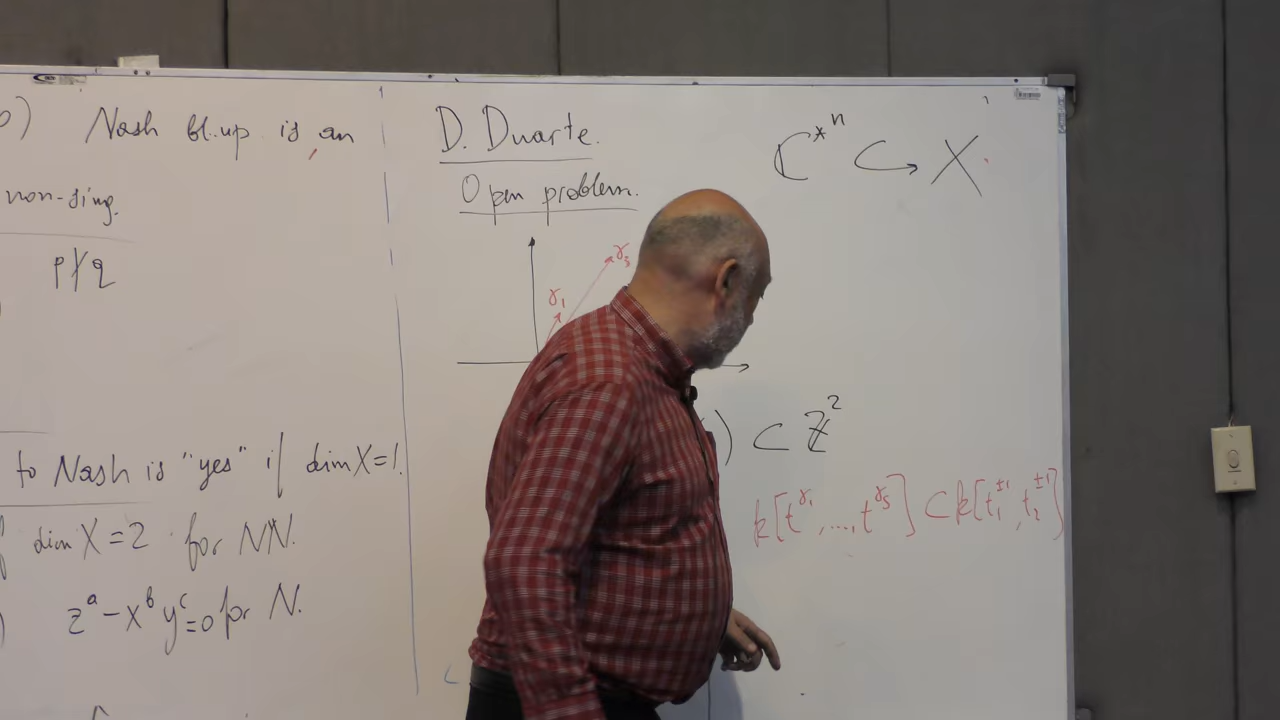 ) Nash bl.up is an
non-sing.
p∤q
to Nash is "yes" if dim X=1.
dim X=2 for NN.
z^a - x^b y^c =0 for N.
D. Duarte.
Open problem.
γ_1
γ_s
C*^n ↪ X
) ⊂ Z^2
k[t^γ_1, ..., t^γ_s] ⊂ k[t_1^±1, t_2^±1]